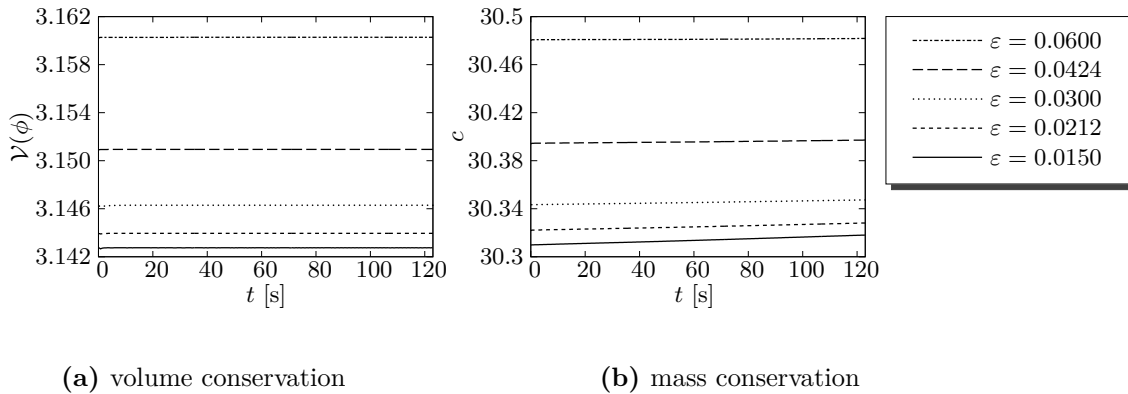 3.162
3.158
3.154
3.150
3.146
3.142
𝒱(ϕ)
0 20 40 60 80 100 120
t [s]
(a) volume conservation
30.5
30.46
30.42
30.38
30.34
30.3
c
0 20 40 60 80 100 120
t [s]
(b) mass conservation
ε = 0.0600
ε = 0.0424
ε = 0.0300
ε = 0.0212
ε = 0.0150